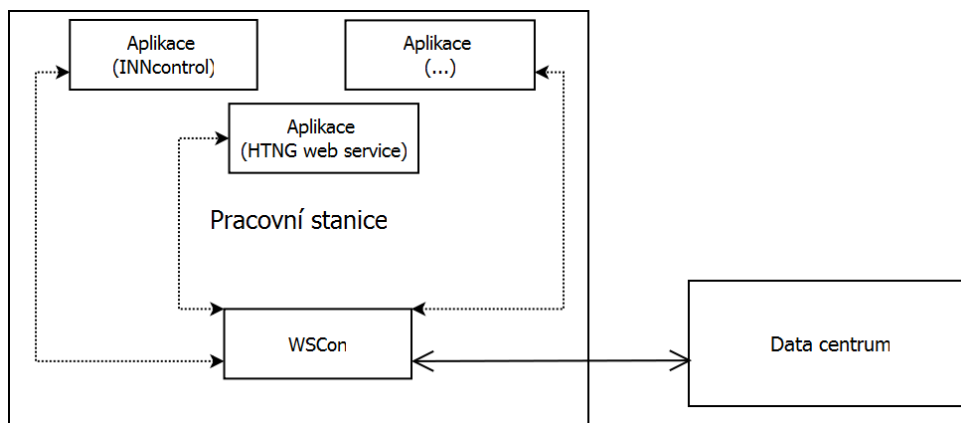 Aplikace
(INNcontrol)
Aplikace
(...)
Aplikace
(HTNG web service)
Pracovní stanice
WSCon
Data centrum